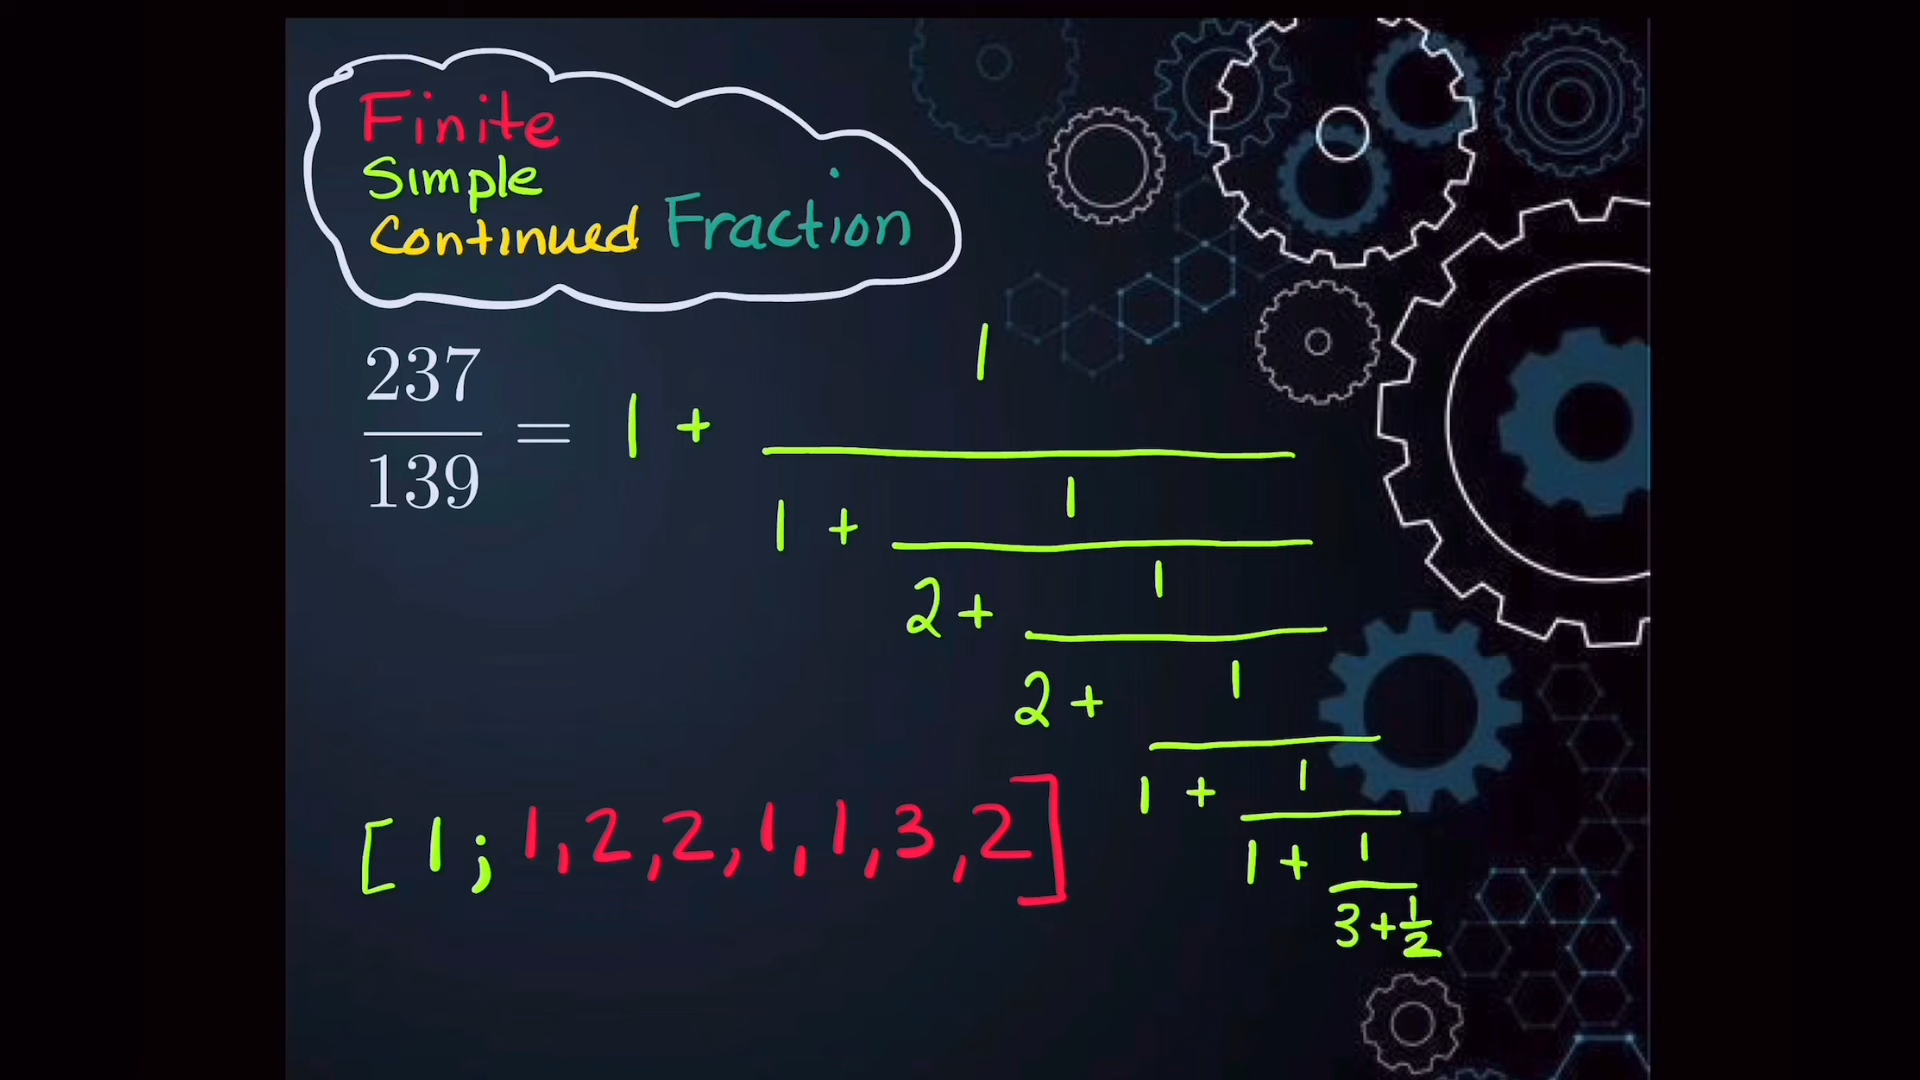 Finite
Simple
Continued Fraction
237/139 = 1 + 1
1 + 1
2 + 1
2 + 1
1 + 1
1 + 1
3 + 1/2
[1; 1, 2, 2, 1, 1, 3, 2]